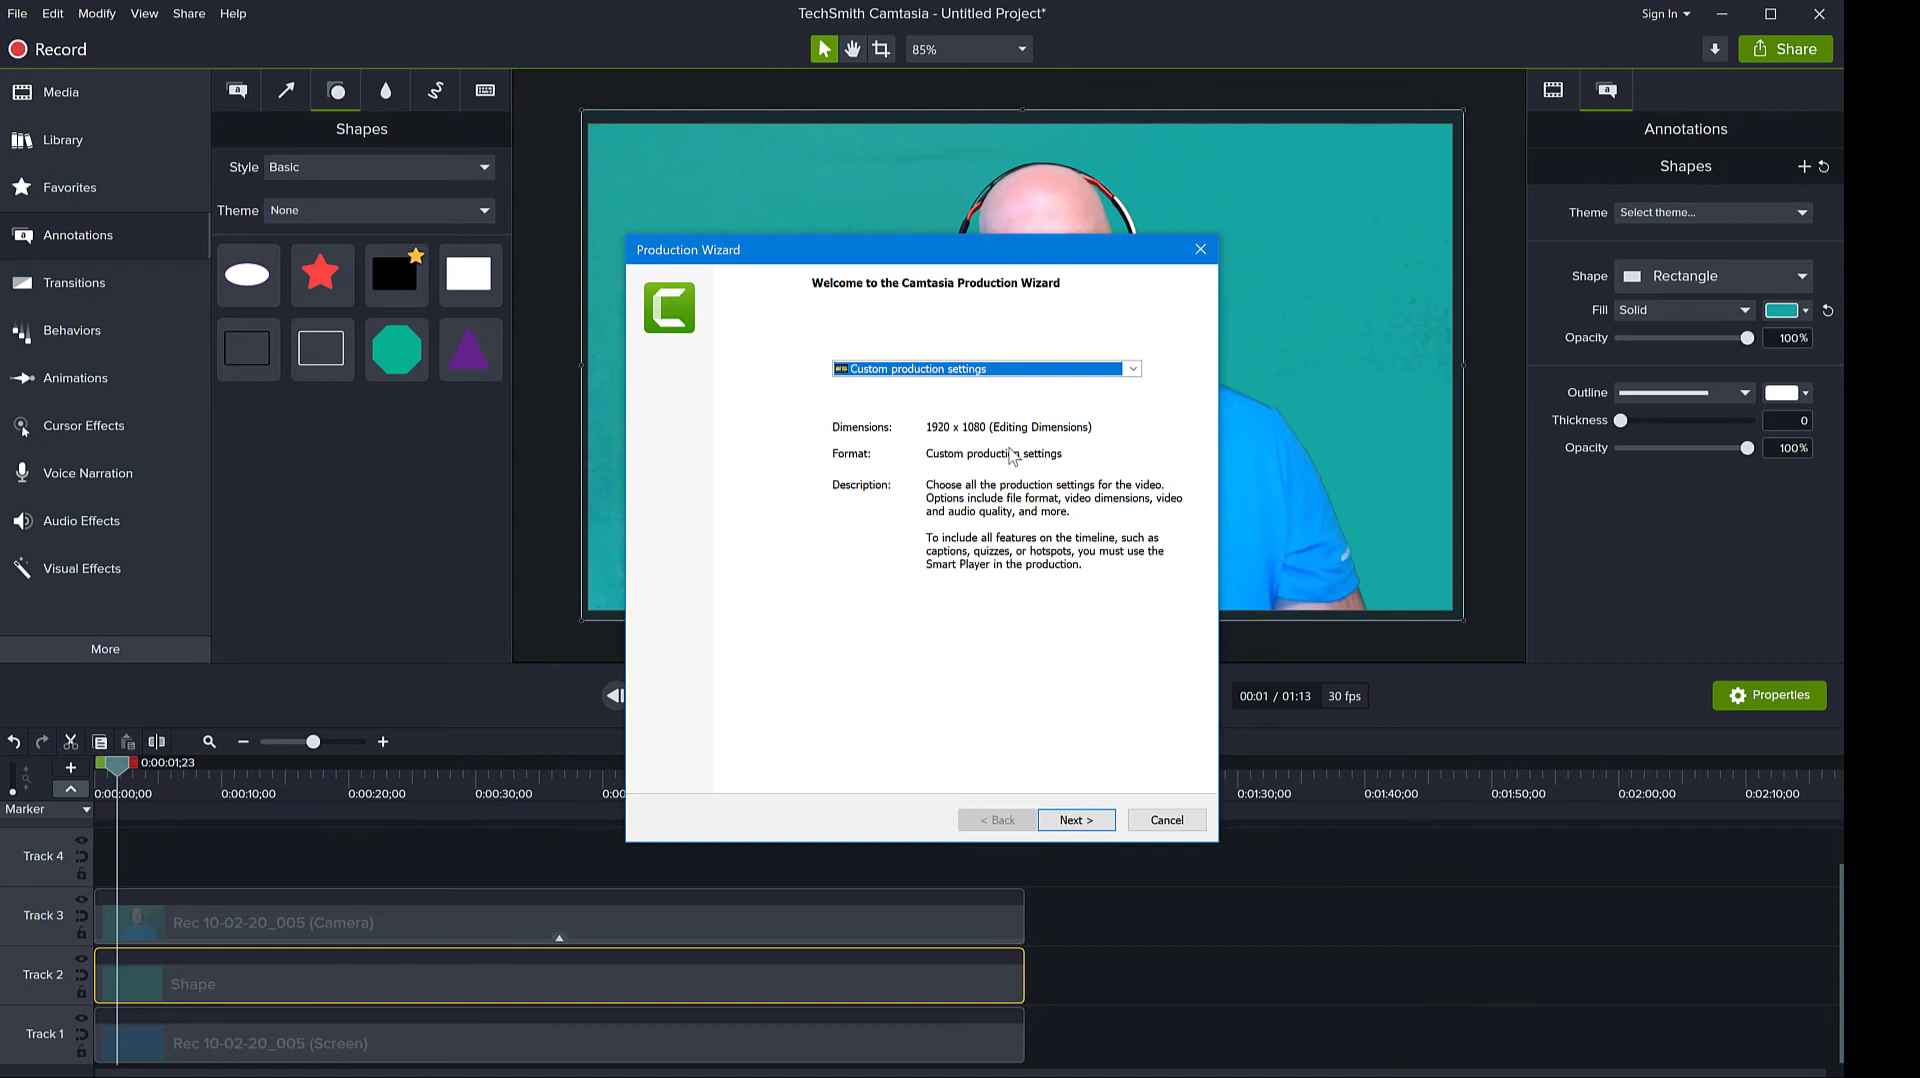 File Edit Modify View Share Help
TechSmith Camtasia - Untitled Project*
Sign In
Record
85%
Share
Media
Library
Favorites
Annotations
Transitions
Behaviors
Animations
Cursor Effects
Voice Narration
Audio Effects
Visual Effects
More
a
Shapes
Style Basic
Theme None
Production Wizard
Welcome to the Camtasia Production Wizard
Custom production settings
Dimensions: 1920 x 1080 (Editing Dimensions)
Format: Custom production settings
Description: Choose all the production settings for the video.
Options include file format, video dimensions, video
and audio quality, and more.
To include all features on the timeline, such as
captions, quizzes, or hotspots, you must use the
Smart Player in the production.
< Back Next > Cancel
a
Annotations
Shapes
Theme Select theme...
Shape Rectangle
Fill Solid
Opacity 100%
Outline
Thickness 0
Opacity 100%
00:01 / 01:13 30 fps
Properties
0:00:01;23
0:00:00;00 0:00:10;00 0:00:20;00 0:00:30;00 0:00 0:01:30;00 0:01:40;00 0:01:50;00 0:02:00;00 0:02:10;00
Marker
Track 4
Track 3 Rec 10-02-20_005 (Camera)
Track 2 Shape
Track 1 Rec 10-02-20_005 (Screen)